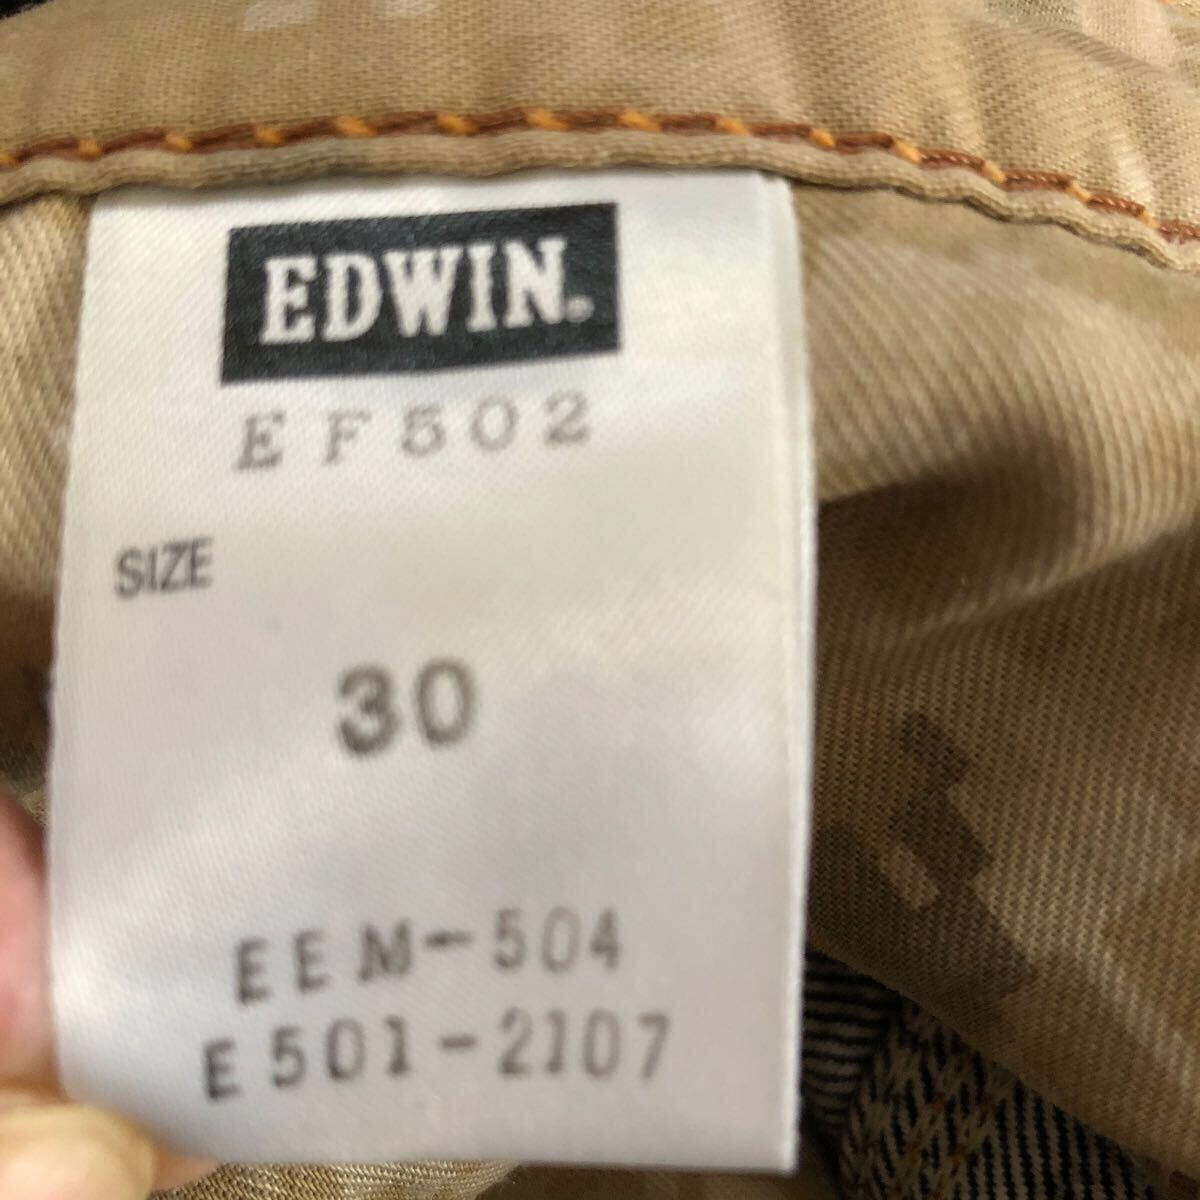 EDWIN.
EF502
SIZE
30
EEM-504
E501-2107